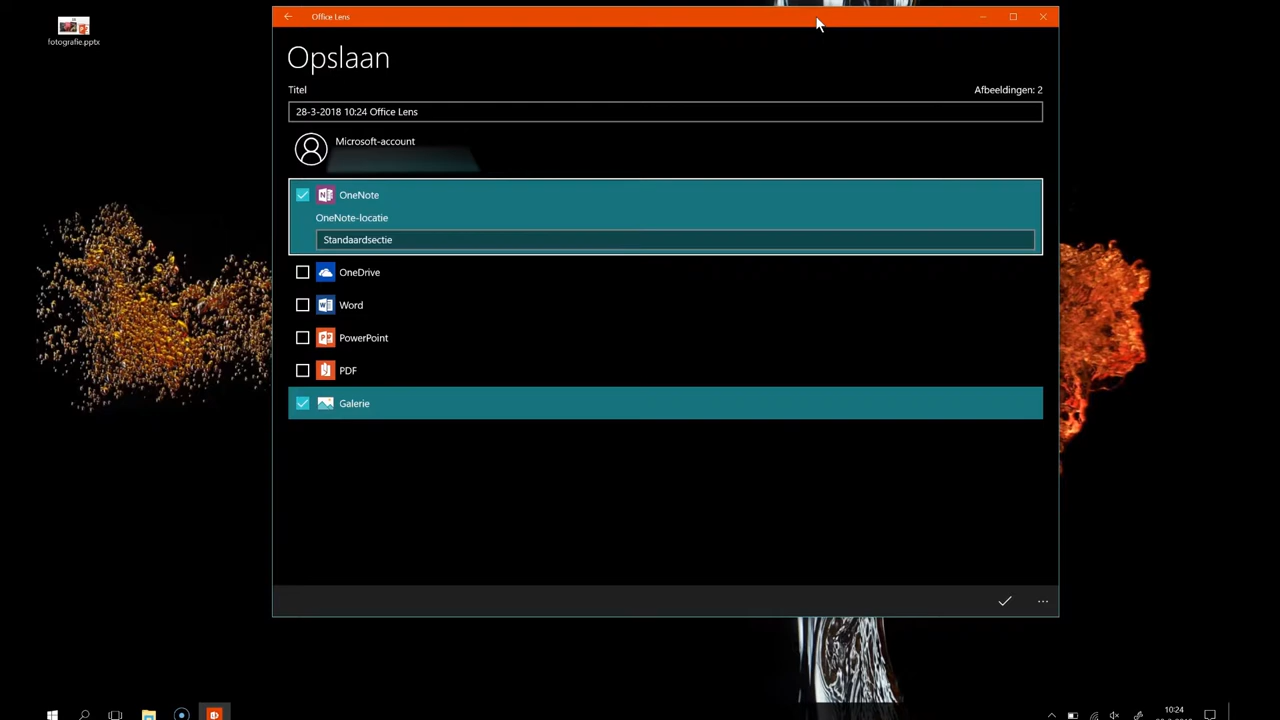 fotografie.pptx
Office Lens
Opslaan
Titel
Afbeeldingen: 2
28-3-2018 10:24 Office Lens
Microsoft-account
OneNote
OneNote-locatie
Standaardsectie
OneDrive
Word
PowerPoint
PDF
Galerie
10:24